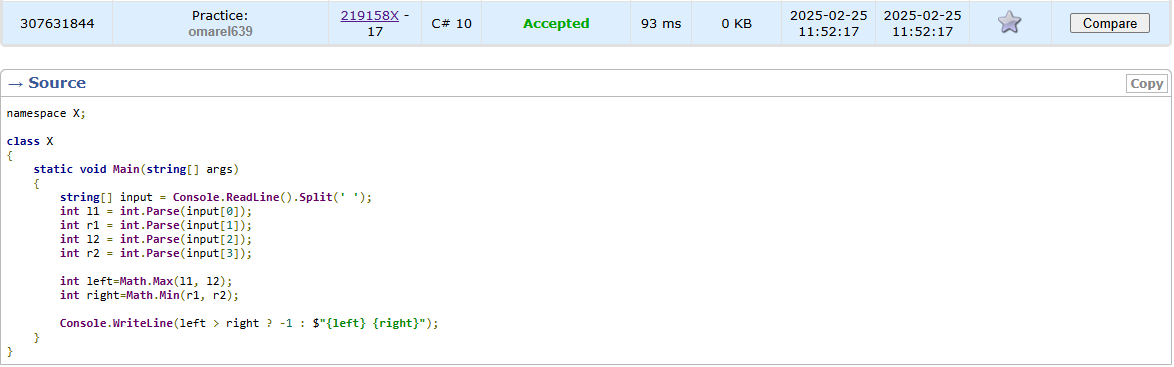 307631844 Practice: omarel639 219158X - 17 C# 10 Accepted 93 ms 0 KB 2025-02-25 11:52:17 2025-02-25 11:52:17 Compare
→ Source Copy
namespace X;
class X
{
    static void Main(string[] args)
    {
        string[] input = Console.ReadLine().Split(' ');
        int l1 = int.Parse(input[0]);
        int r1 = int.Parse(input[1]);
        int l2 = int.Parse(input[2]);
        int r2 = int.Parse(input[3]);
        int left=Math.Max(l1, l2);
        int right=Math.Min(r1, r2);
        Console.WriteLine(left > right ? -1 : $"{left} {right}");
    }
}